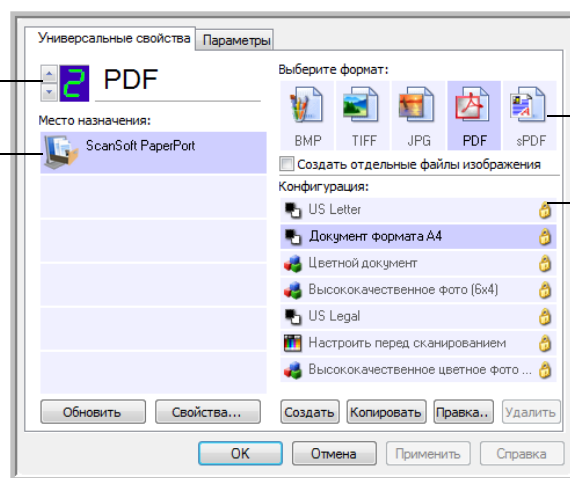 Универсальные свойства Параметры
2 PDF
Место назначения:
ScanSoft PaperPort
Обновить Свойства...
Выберите формат:
BMP TIFF JPG PDF sPDF
Создать отдельные файлы изображения
Конфигурация:
US Letter
Документ формата A4
Цветной документ
Высококачественное фото (6x4)
US Legal
Настроить перед сканированием
Высококачественное цветное фото ...
Создать Копировать Правка.. Удалить
OK Отмена Применить Справка